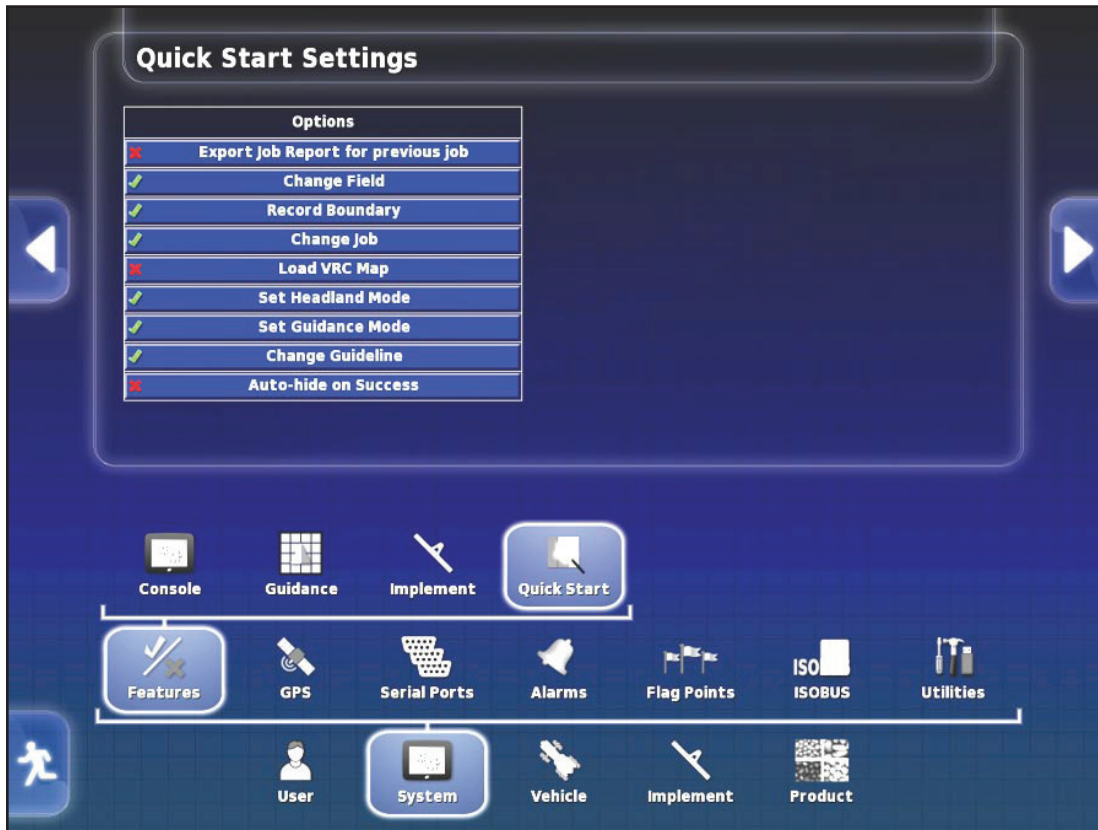 Quick Start Settings
Options
Export Job Report for previous job
Change Field
Record Boundary
Change Job
Load VRC Map
Set Headland Mode
Set Guidance Mode
Change Guideline
Auto-hide on Success
Console Guidance Implement Quick Start
ISO
Features GPS Serial Ports Alarms Flag Points ISOBUS Utilities
User System Vehicle Implement Product